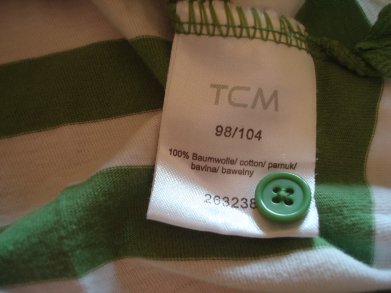 TCM
98/104
100% Baumwolle/ cotton/ pamuk/
bavlna/ bawełny
263238